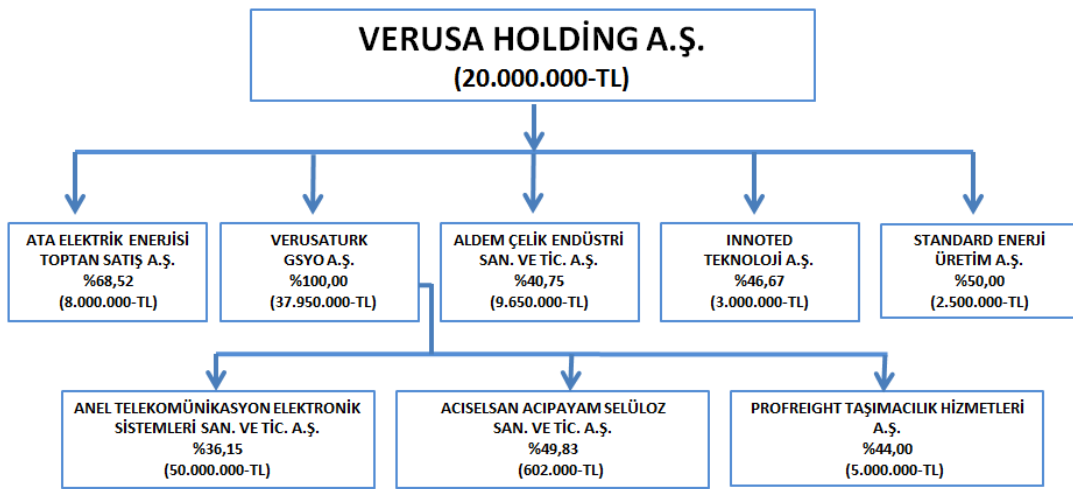 VERUSA HOLDİNG A.Ş.
(20.000.000-TL)
ATA ELEKTRİK ENERJİSİ
TOPTAN SATIŞ A.Ş.
%68,52
(8.000.000-TL)
VERUSATURK
GSYO A.Ş.
%100,00
(37.950.000-TL)
ALDEM ÇELİK ENDÜSTRİ
SAN. VE TİC. A.Ş.
%40,75
(9.650.000-TL)
INNOTED
TEKNOLOJİ A.Ş.
%46,67
(3.000.000-TL)
STANDARD ENERJİ
ÜRETİM A.Ş.
%50,00
(2.500.000-TL)
ANEL TELEKOMÜNİKASYON ELEKTRONİK
SİSTEMLERİ SAN. VE TİC. A.Ş.
%36,15
(50.000.000-TL)
ACISELSAN ACIPAYAM SELÜLOZ
SAN. VE TİC. A.Ş.
%49,83
(602.000-TL)
PROFREIGHT TAŞIMACILIK HİZMETLERİ
A.Ş.
%44,00
(5.000.000-TL)